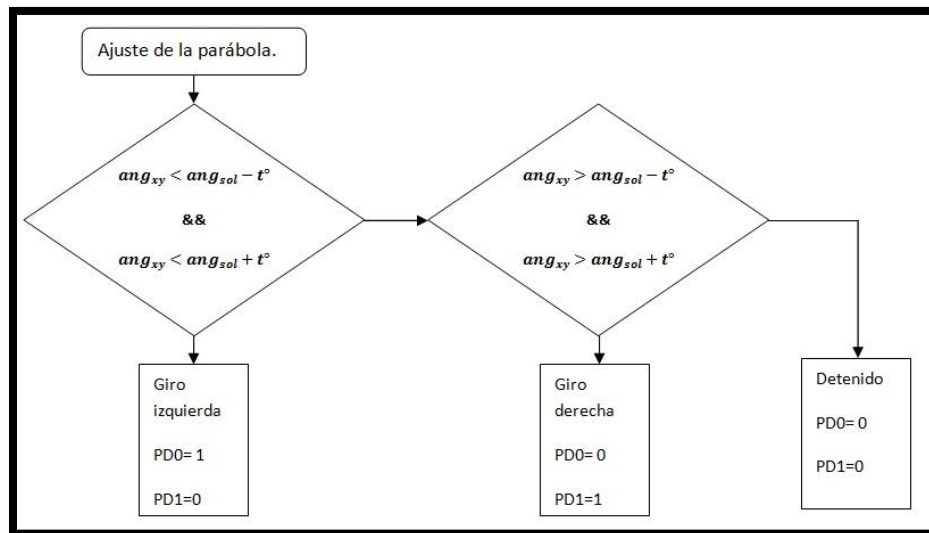 Ajuste de la parábola.
ang_xy < ang_sol − t°
&&
ang_xy < ang_sol + t°
ang_xy > ang_sol − t°
&&
ang_xy > ang_sol + t°
Giro
izquierda
PD0= 1
PD1=0
Giro
derecha
PD0= 0
PD1=1
Detenido
PD0= 0
PD1=0